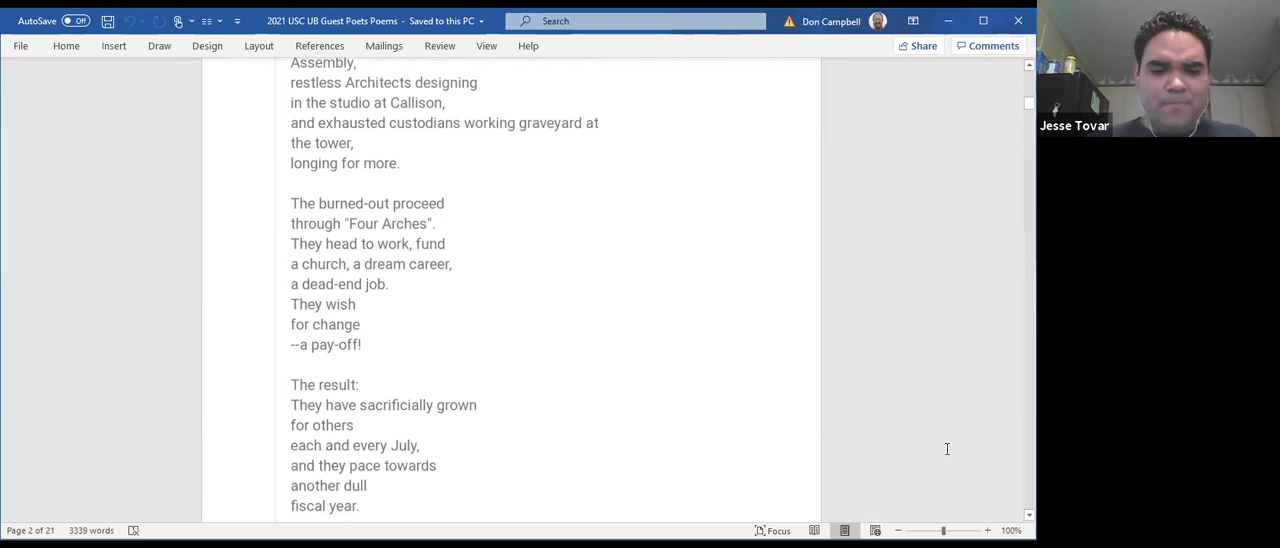 AutoSave Off 2021 USC UB Guest Poets Poems - Saved to this PC Search Don Campbell
File Home Insert Draw Design Layout References Mailings Review View Help Share Comments
Assembly,
restless Architects designing
in the studio at Callison,
and exhausted custodians working graveyard at
the tower,
longing for more.
The burned-out proceed
through "Four Arches".
They head to work, fund
a church, a dream career,
a dead-end job.
They wish
for change
--a pay-off!
The result:
They have sacrificially grown
for others
each and every July,
and they pace towards
another dull
fiscal year.
Page 2 of 21 3339 words Focus 100%
Jesse Tovar